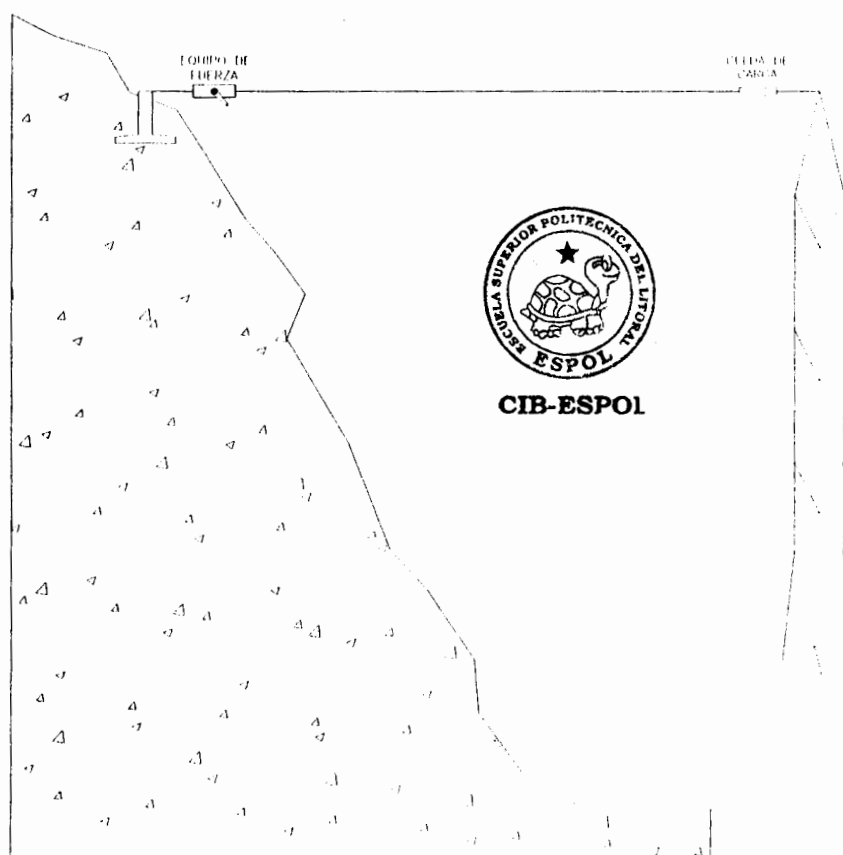 EQUIPO DE
FUERZA
CELDA DE
CARGA
ESCUELA SUPERIOR POLITECNICA DEL LITORAL
ESPOL
CIB-ESPOL